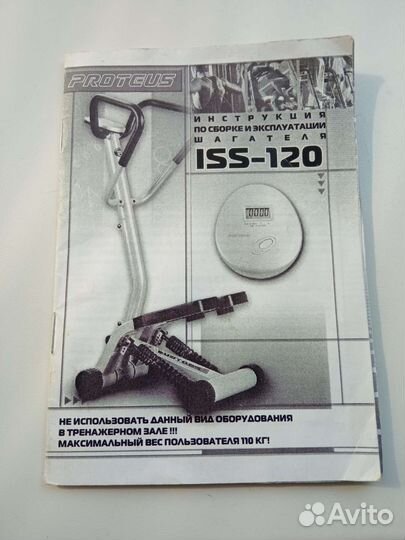 PROTEUS
ИНСТРУКЦИЯ
ПО СБОРКЕ И ЭКСПЛУАТАЦИИ
ШАГАТЕЛЯ
ISS-120
НЕ ИСПОЛЬЗОВАТЬ ДАННЫЙ ВИД ОБОРУДОВАНИЯ
В ТРЕНАЖЕРНОМ ЗАЛЕ !!!
МАКСИМАЛЬНЫЙ ВЕС ПОЛЬЗОВАТЕЛЯ 110 КГ!
Avito